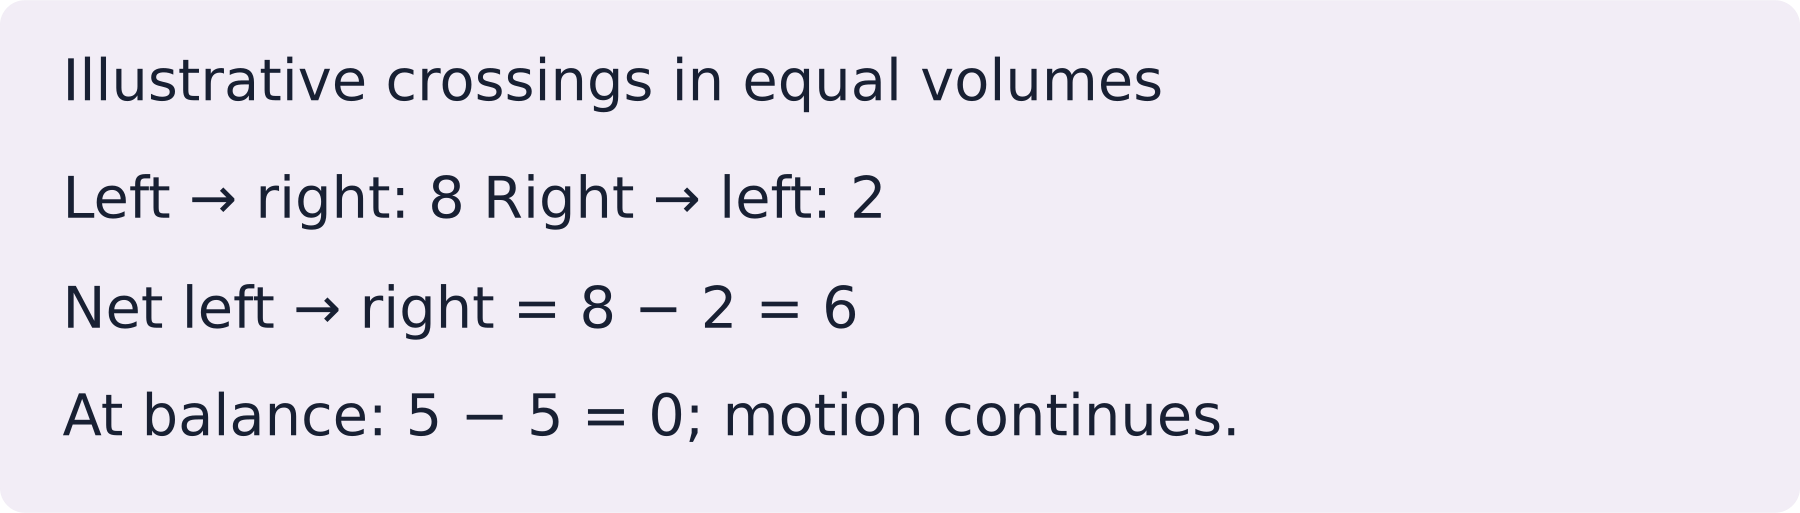 Illustrative crossings in equal volumes
Left → right: 8 Right → left: 2
Net left → right = 8 − 2 = 6
At balance: 5 − 5 = 0; motion continues.